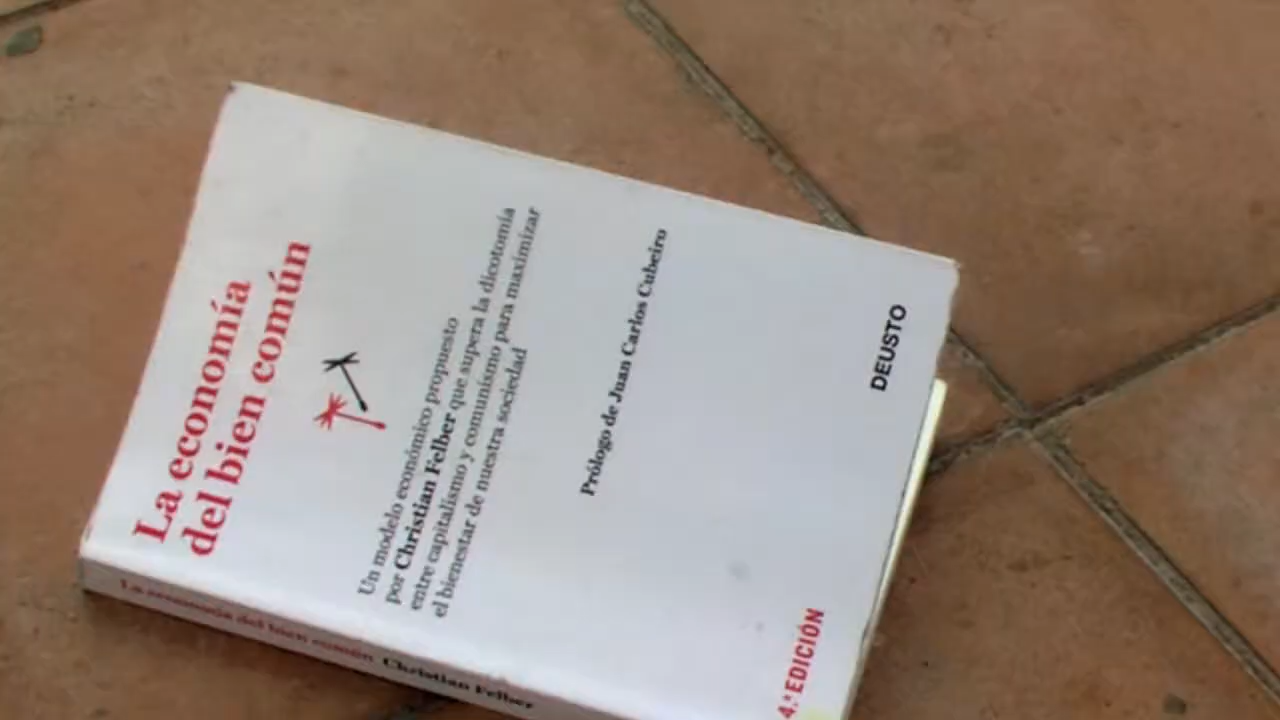 La economía
del bien común
Un modelo económico propuesto
por Christian Felber que supera la dicotomía
entre capitalismo y comunismo para maximizar
el bienestar de nuestra sociedad
Prólogo de Juan Carlos Cubeiro
DEUSTO
4.ª EDICIÓN
La economía del bien común Christian Felber